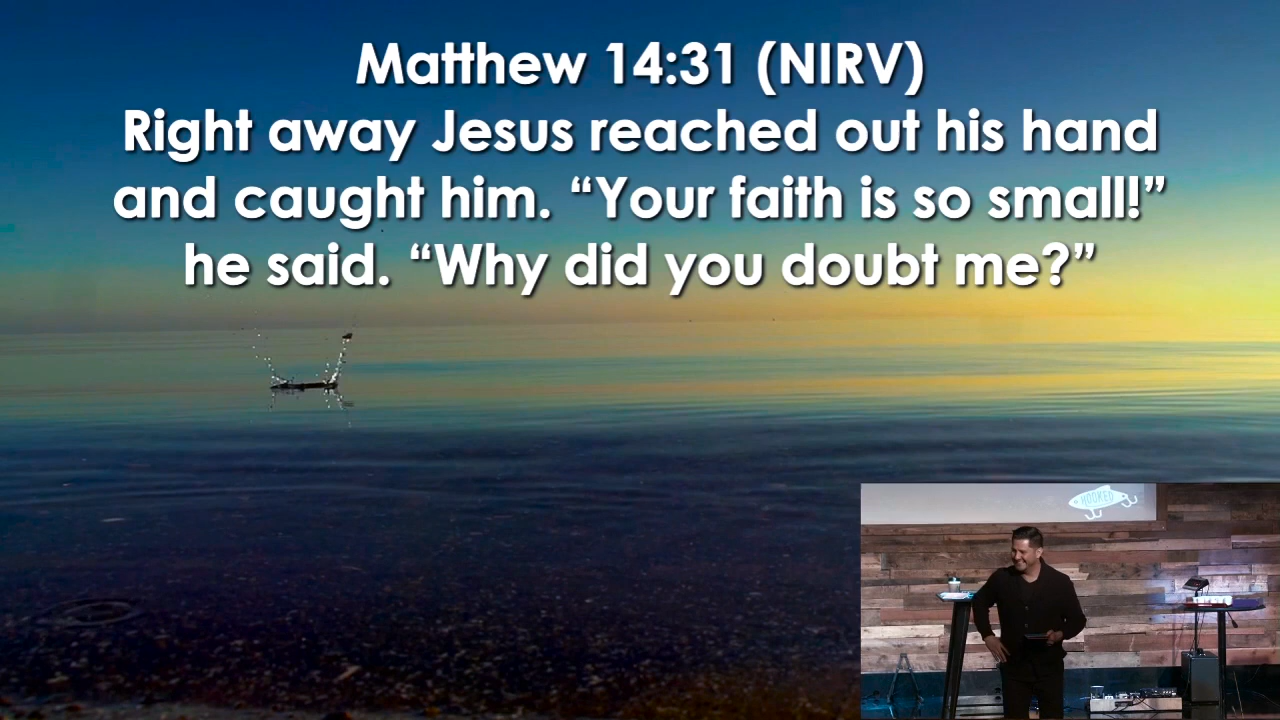 Matthew 14:31 (NIRV)
Right away Jesus reached out his hand
and caught him. “Your faith is so small!”
he said. “Why did you doubt me?”
HOOKED